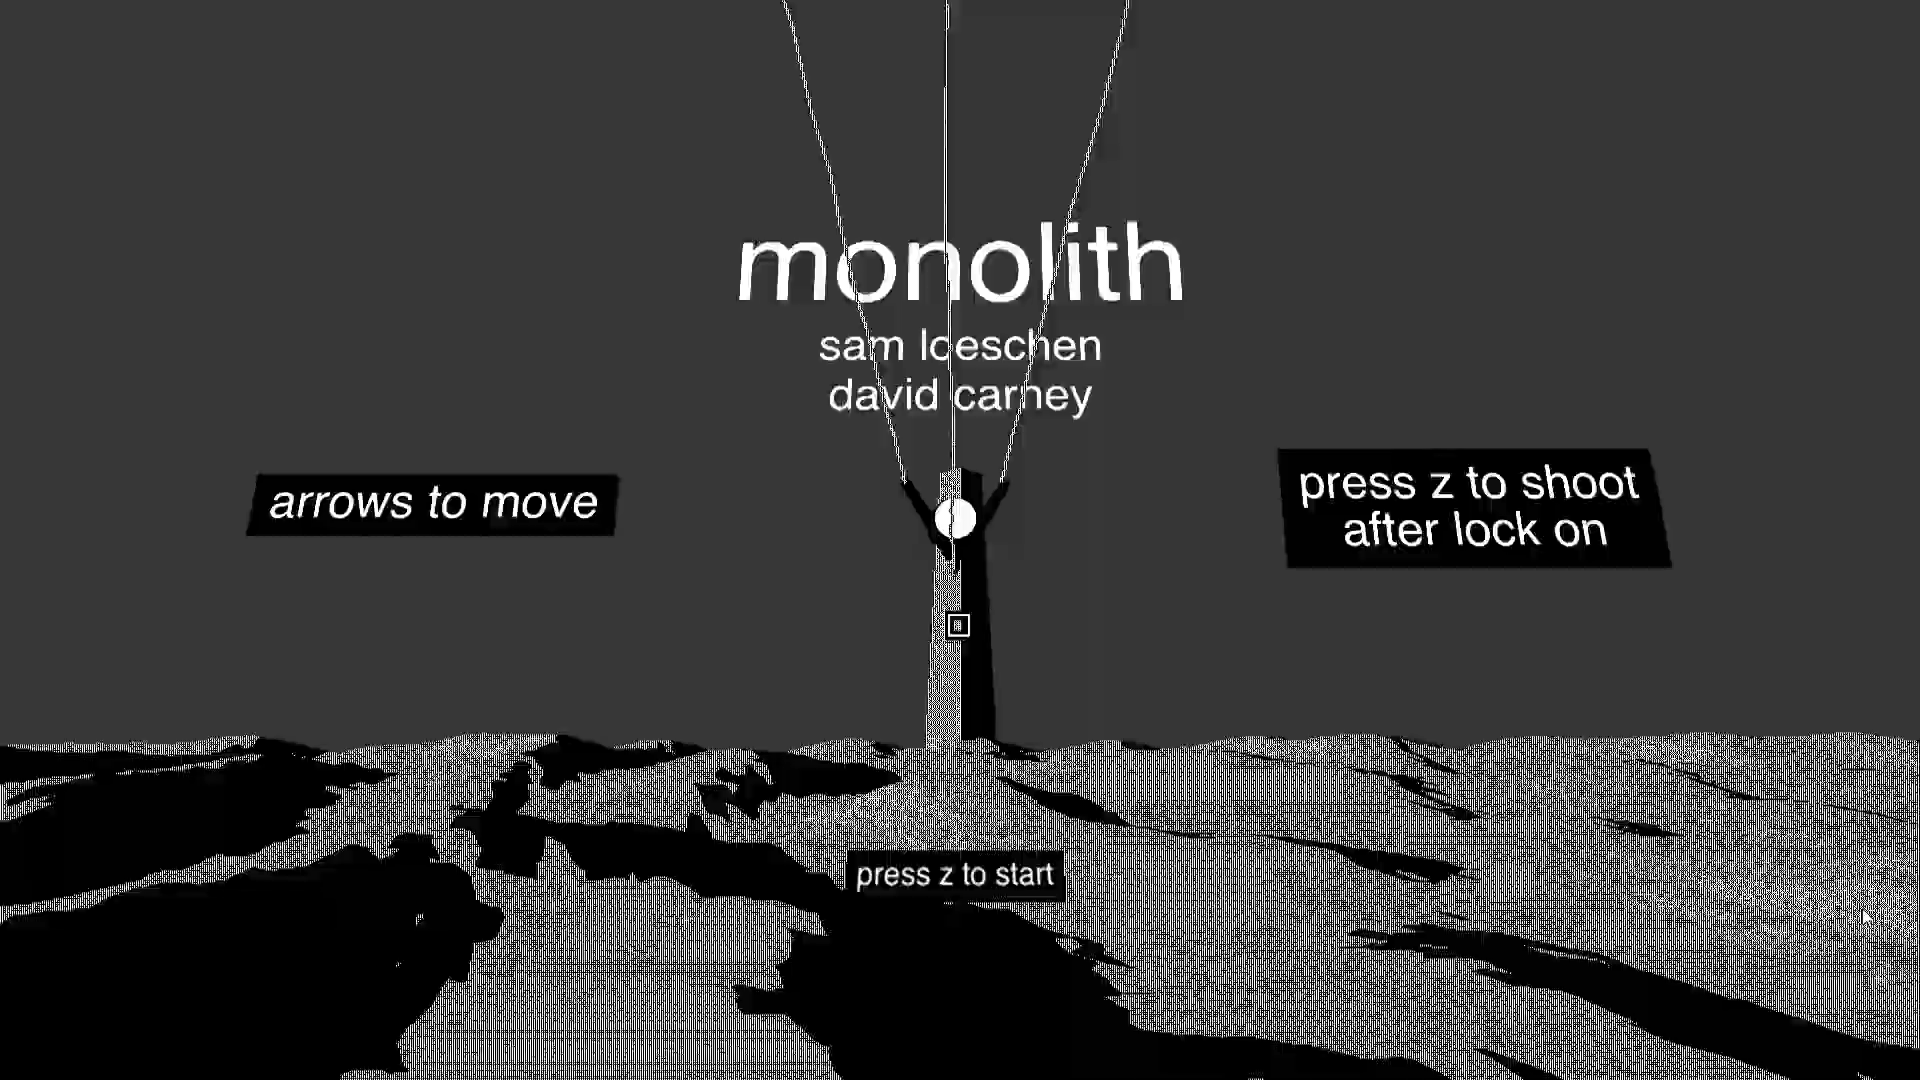 monolith
sam loeschen
david carney
arrows to move
press z to shoot
after lock on
press z to start